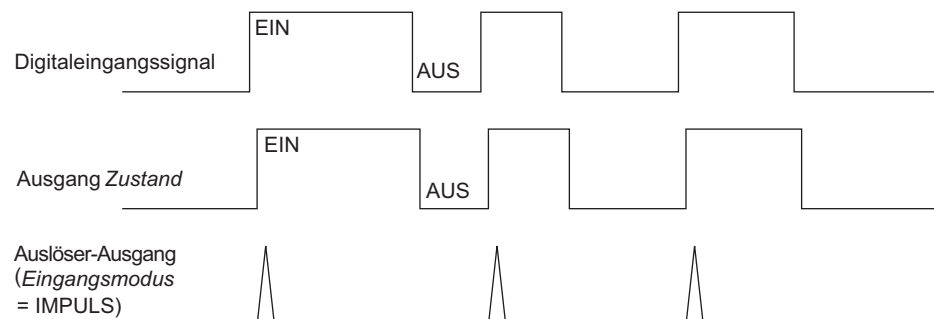 EIN
Digitaleingangssignal
AUS
EIN
Ausgang Zustand
AUS
Auslöser-Ausgang
(Eingangsmodus
= IMPULS)